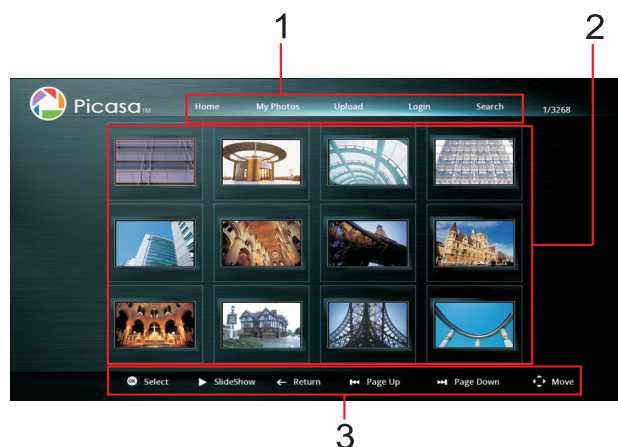 1
2
Picasa™
Home My Photos Upload Login Search 1/3268
OK Select SlideShow Return Page Up Page Down Move
3